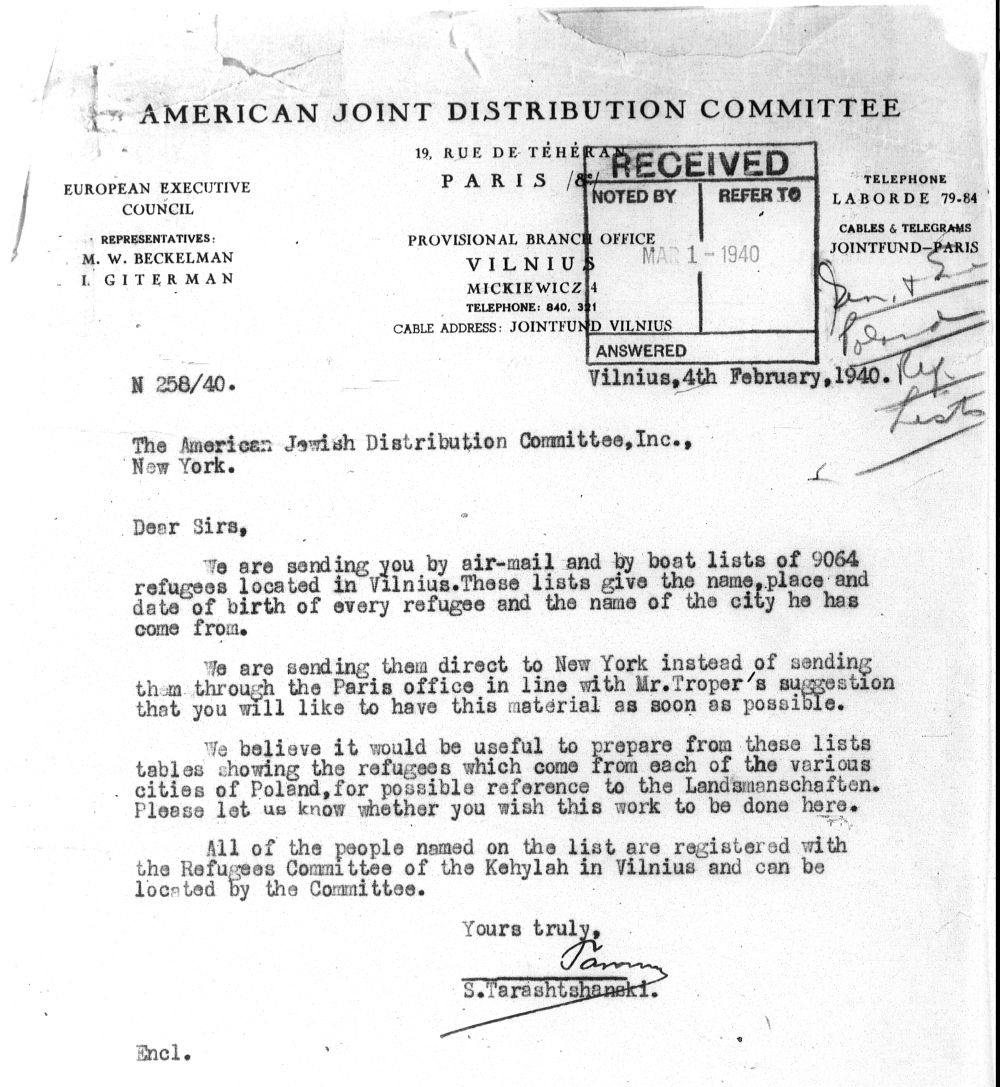 AMERICAN JOINT DISTRIBUTION COMMITTEE
19, RUE DE TÉHÉRAN
PARIS /8e/
EUROPEAN EXECUTIVE
COUNCIL
REPRESENTATIVES:
M. W. BECKELMAN
I. GITERMAN
PROVISIONAL BRANCH OFFICE
VILNIUS
MICKIEWICZ 4
TELEPHONE: 840, 321
CABLE ADDRESS: JOINTFUND VILNIUS
RECEIVED
NOTED BY
REFER TO
MAR 1 - 1940
ANSWERED
TELEPHONE
LABORDE 79-84
CABLES & TELEGRAMS
JOINTFUND—PARIS
Gen. +
Poland
Ref.
Lists
N 258/40.
Vilnius,4th February,1940.
The American Jewish Distribution Committee,Inc.,
New York.
Dear Sirs,
We are sending you by air-mail and by boat lists of 9064
refugees located in Vilnius.These lists give the name,place and
date of birth of every refugee and the name of the city he has
come from.
We are sending them direct to New York instead of sending
them through the Paris office in line with Mr.Troper's suggestion
that you will like to have this material as soon as possible.
We believe it would be useful to prepare from these lists
tables showing the refugees which come from each of the various
cities of Poland,for possible reference to the Landsmanschaften.
Please let us know whether you wish this work to be done here.
All of the people named on the list are registered with
the Refugees Committee of the Kehylah in Vilnius and can be
located by the Committee.
Yours truly,
S.Tarashtshanski.
Encl.